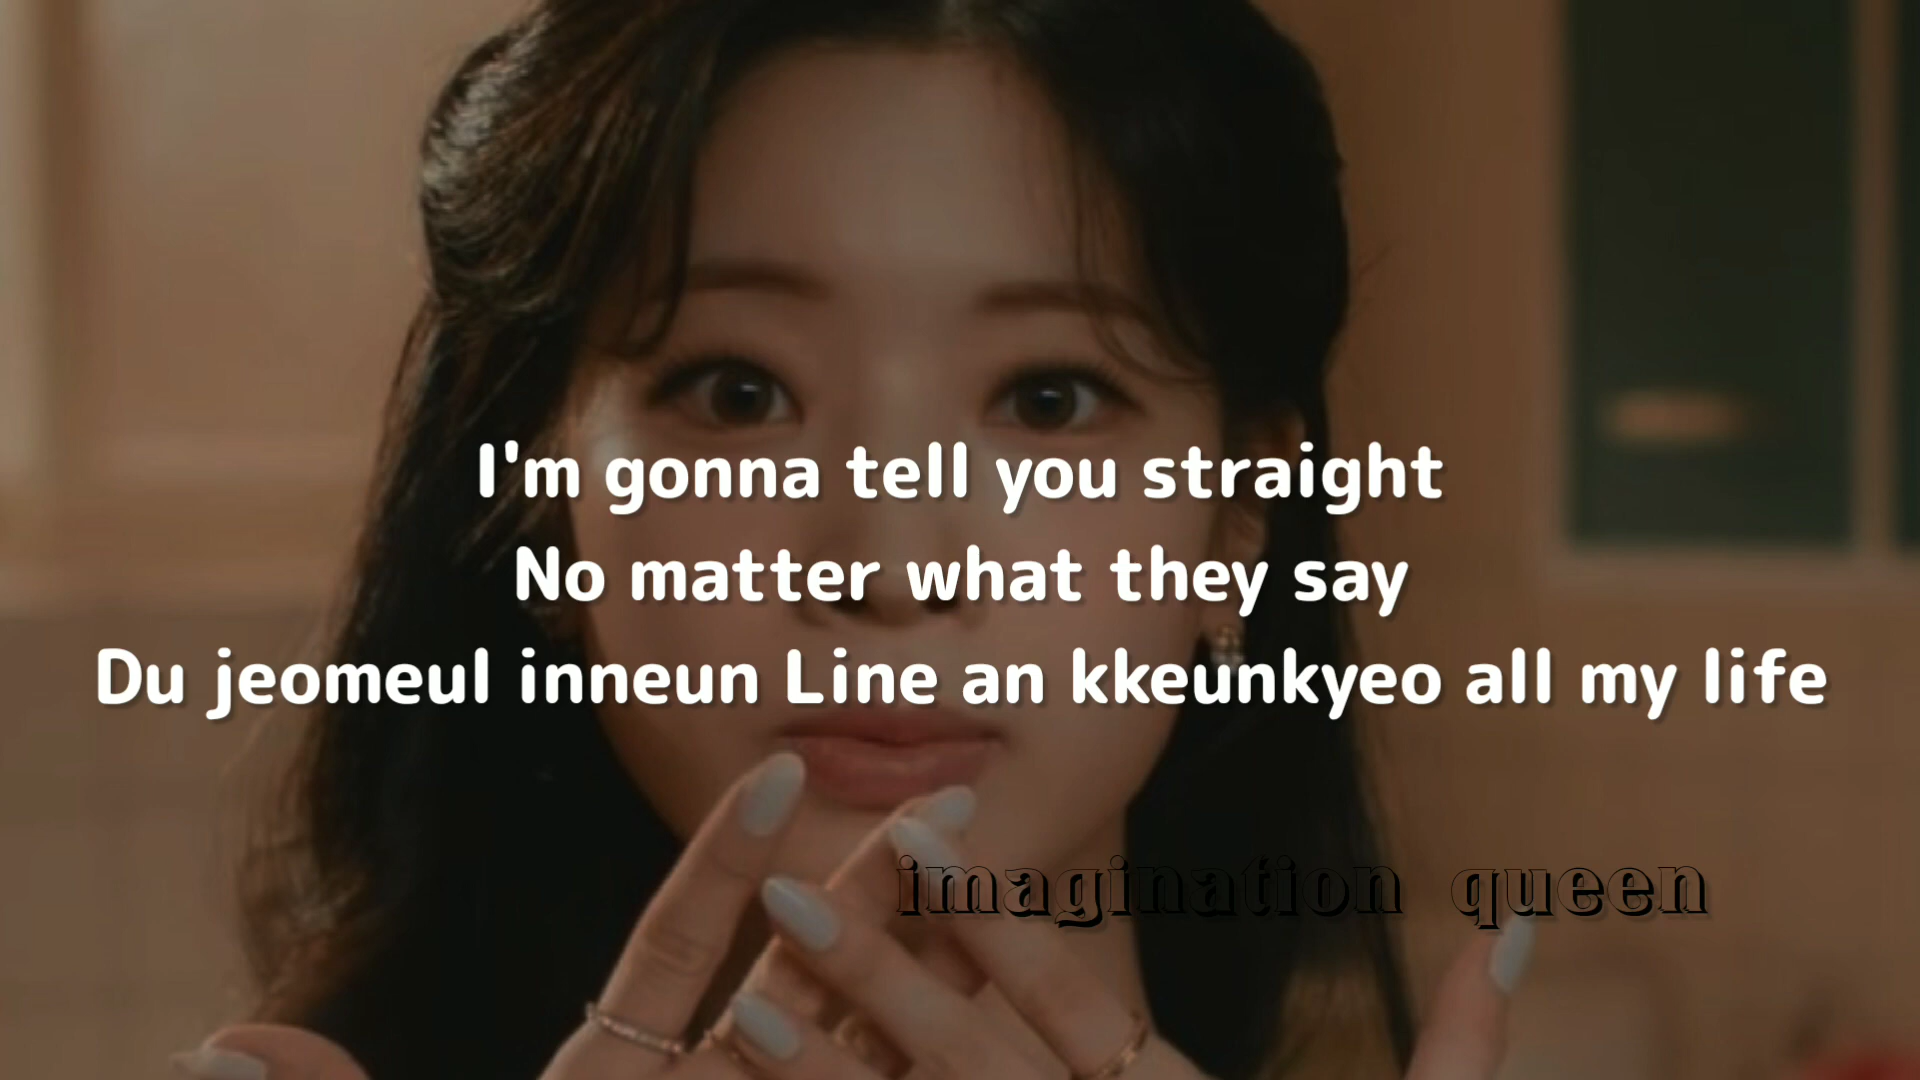 I'm gonna tell you straight
No matter what they say
Du jeomeul inneun Line an kkeunkyeo all my life
imagination queen